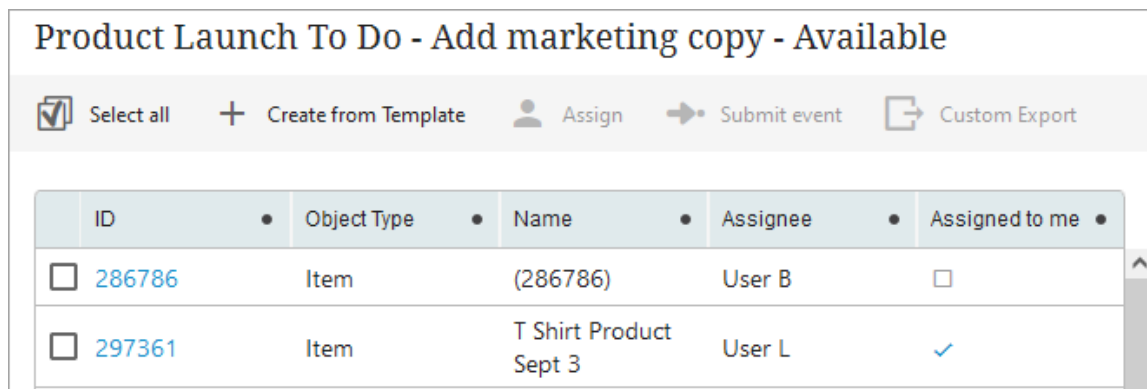 Product Launch To Do - Add marketing copy - Available
Select all Create from Template Assign Submit event Custom Export
ID Object Type Name Assignee Assigned to me
286786 Item (286786) User B
297361 Item T Shirt Product Sept 3 User L